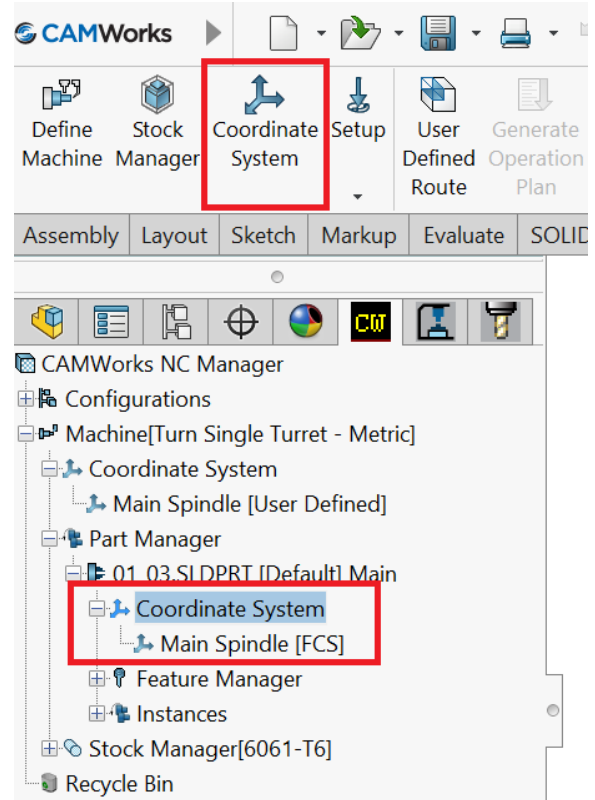 CAMWorks
Define Machine
Stock Manager
Coordinate System
Setup
User Defined Route
Generate Operation Plan
Assembly
Layout
Sketch
Markup
Evaluate
SOLID
CW
CAMWorks NC Manager
Configurations
Machine[Turn Single Turret - Metric]
Coordinate System
Main Spindle [User Defined]
Part Manager
01_03.SLDPRT [Default] Main
Coordinate System
Main Spindle [FCS]
Feature Manager
Instances
Stock Manager[6061-T6]
Recycle Bin